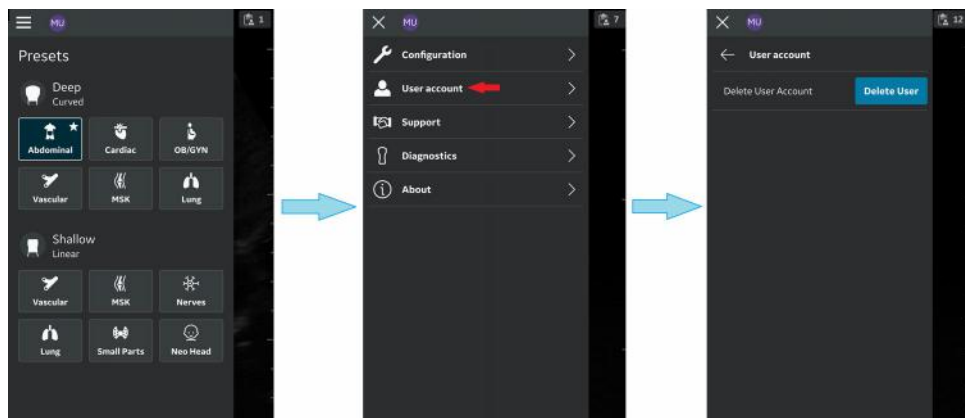 MU
1
Presets
Deep
Curved
Abdominal
Cardiac
OB/GYN
Vascular
MSK
Lung
Shallow
Linear
Vascular
MSK
Nerves
Lung
Small Parts
Neo Head
MU
7
Configuration
User account
Support
Diagnostics
About
MU
12
User account
Delete User Account
Delete User